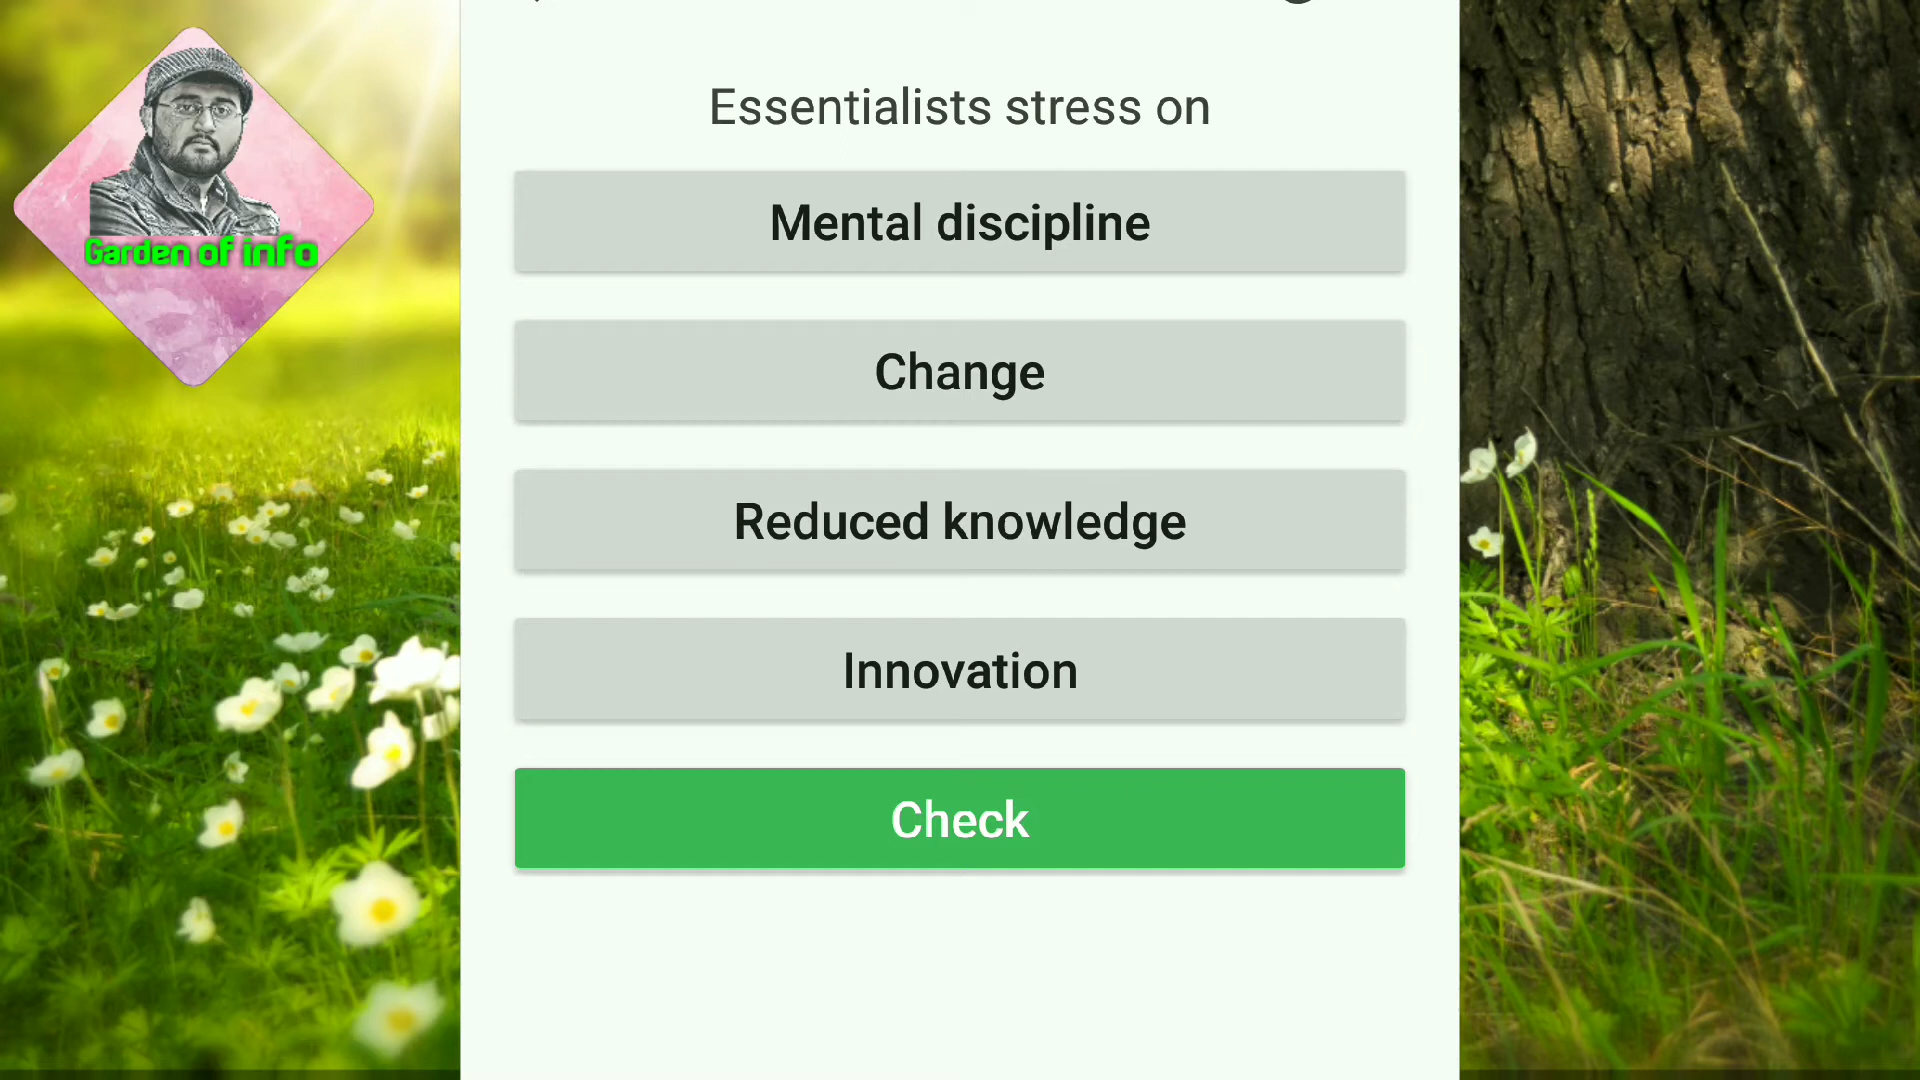 Garden of info
Essentialists stress on
Mental discipline
Change
Reduced knowledge
Innovation
Check